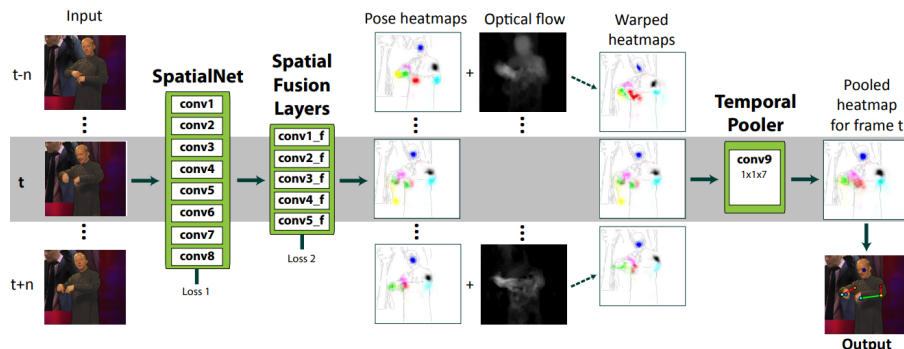 Input
Pose heatmaps
Optical flow
Warped
heatmaps
t-n
SpatialNet
conv1
conv2
conv3
conv4
conv5
conv6
conv7
conv8
Loss 1
Spatial
Fusion
Layers
conv1_f
conv2_f
conv3_f
conv4_f
conv5_f
Loss 2
+
Temporal
Pooler
conv9
1x1x7
Pooled
heatmap
for frame t
t
t+n
+
Output